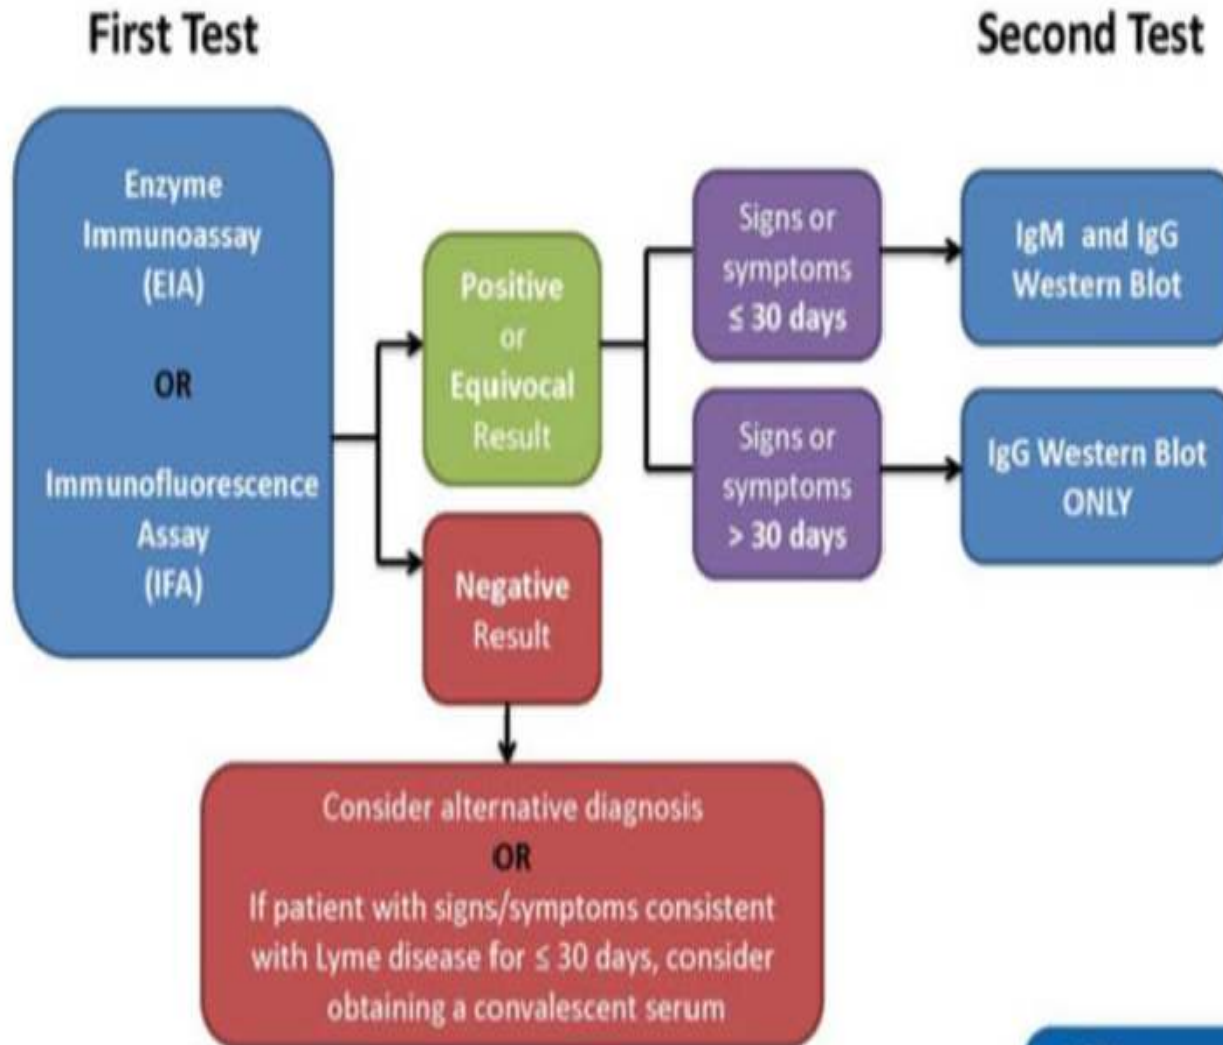 First Test
Second Test
Enzyme
Immunoassay
(EIA)
OR
Immunofluorescence
Assay
(IFA)
Positive
or
Equivocal
Result
Negative
Result
Signs or
symptoms
≤ 30 days
Signs or
symptoms
> 30 days
IgM and IgG
Western Blot
IgG Western Blot
ONLY
Consider alternative diagnosis
OR
If patient with signs/symptoms consistent
with Lyme disease for ≤ 30 days, consider
obtaining a convalescent serum